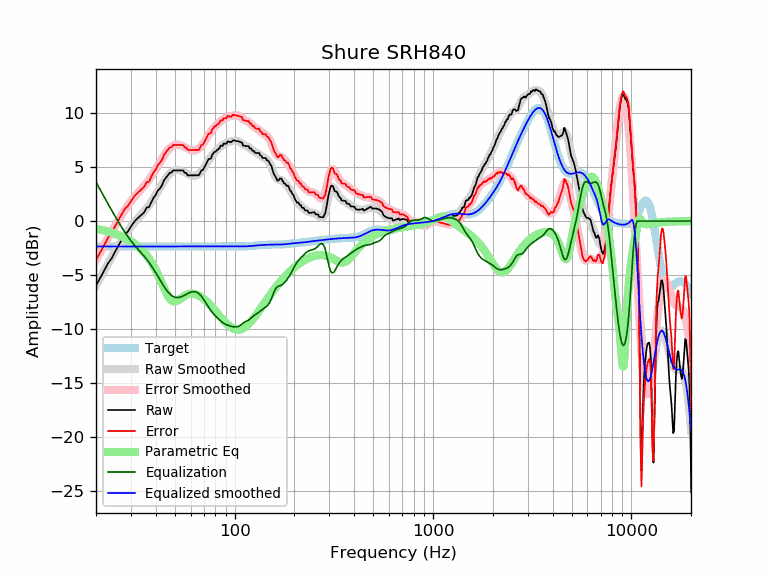 Shure SRH840
Amplitude (dBr)
10
5
0
−5
−10
−15
−20
−25
Target
Raw Smoothed
Error Smoothed
Raw
Error
Parametric Eq
Equalization
Equalized smoothed
100 1000 10000
Frequency (Hz)